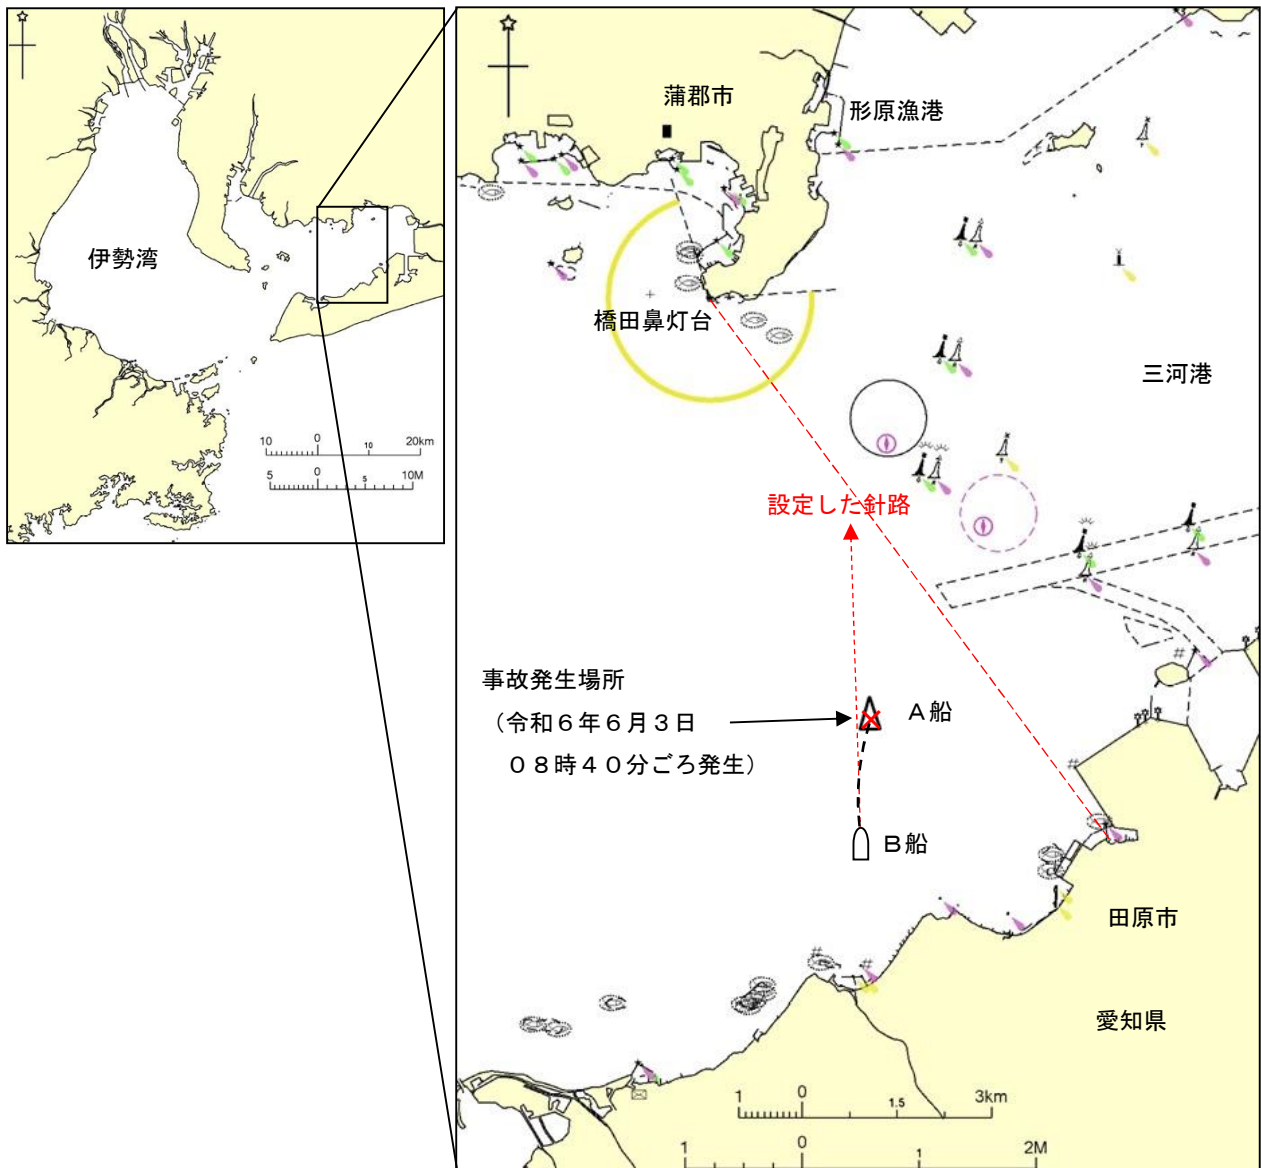 伊勢湾
10 0 10 20km
5 0 5 10M
蒲郡市
形原漁港
橋田鼻灯台
三河港
設定した針路
事故発生場所
(令和6年6月3日
08時40分ごろ発生)
A船
B船
田原市
愛知県
1 0 1.5 3km
1 0 1 2M